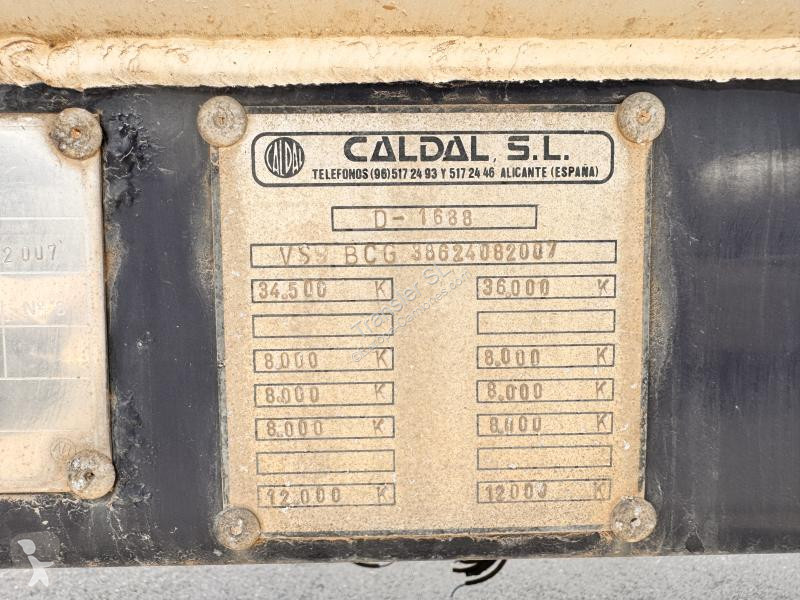 CALDAL CALDAL, S.L.
TELEFONOS (96) 517 24 93 Y 517 24 46 ALICANTE (ESPAÑA)
D-1688
2007
VS9 BCG 38624082007
34.500 K 36.000 K
8.000 K 8.000 K
8.000 K 8.000 K
8.000 K 8.000 K
12.000 K 12000 K